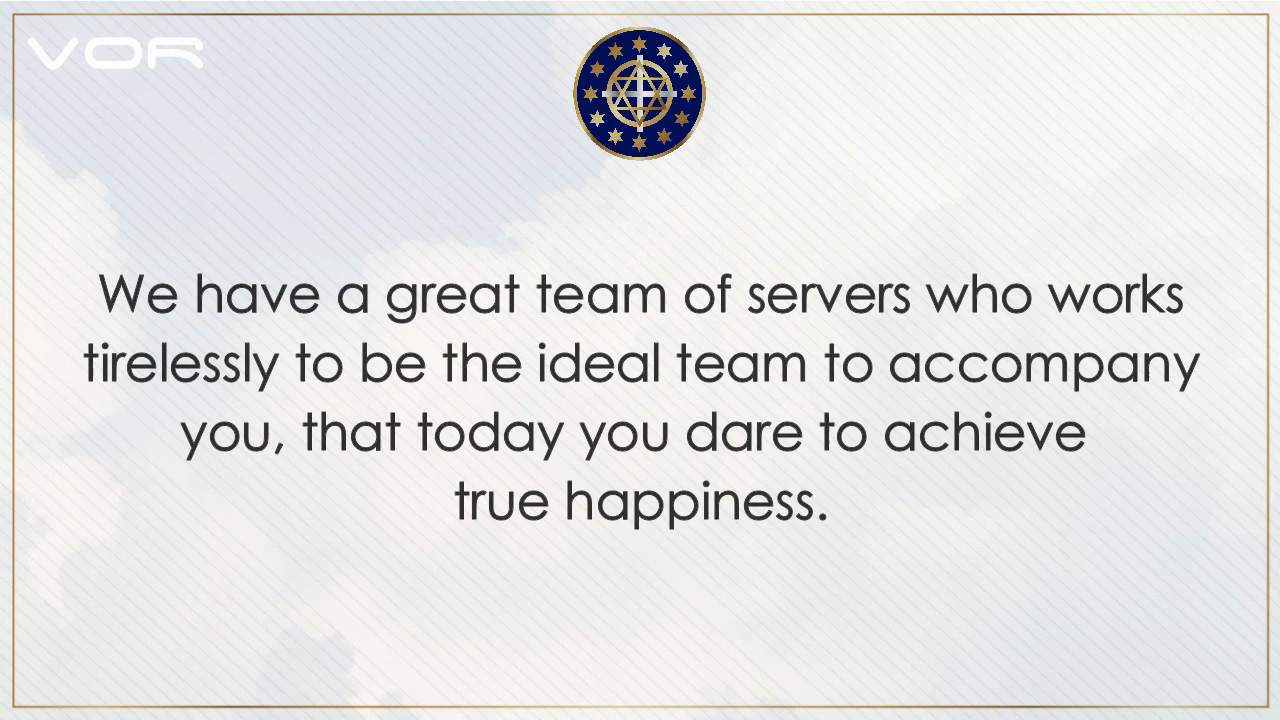 VOR
We have a great team of servers who works
tirelessly to be the ideal team to accompany
you, that today you dare to achieve
true happiness.